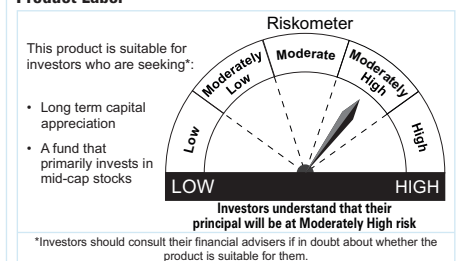 Product Label
This product is suitable for
investors who are seeking*:
• Long term capital
appreciation
• A fund that
primarily invests in
mid-cap stocks
Riskometer
Low
Moderately
Low
Moderate
Moderately
High
High
LOW
HIGH
Investors understand that their
principal will be at Moderately High risk
*Investors should consult their financial advisers if in doubt about whether the
product is suitable for them.